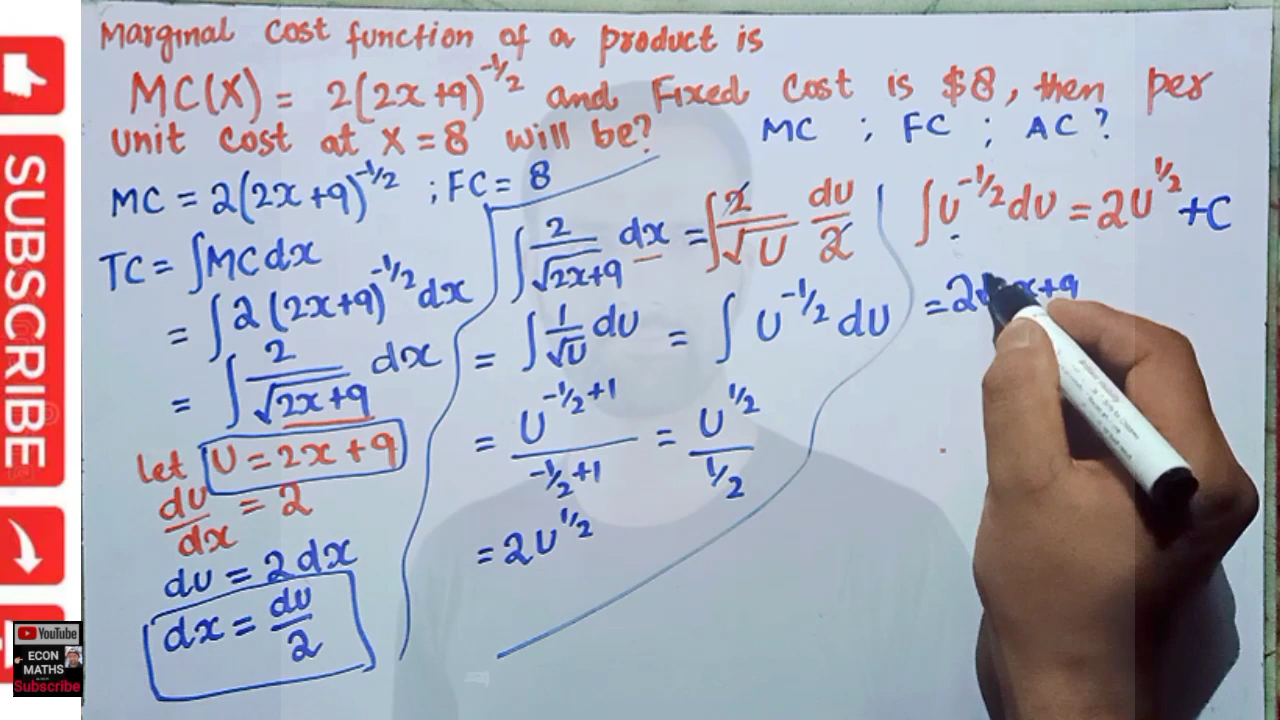 Marginal cost function of a product is
MC(X) = 2(2x+9)^-1/2 and Fixed cost is $8, then per
unit cost at X=8 will be? MC ; FC ; AC ?
MC = 2(2x+9)^-1/2 ; FC = 8
TC = ∫MCdx
= ∫2(2x+9)^-1/2 dx
= ∫ 2/√2x+9 dx
let U = 2x+9
du/dx = 2
du = 2dx
dx = du/2
∫ 2/√2x+9 dx = ∫ 2/√U du/2
= ∫ 1/√U du = ∫ U^-1/2 du
= U^-1/2+1 / -1/2+1 = U^1/2 / 1/2
= 2U^1/2
∫U^-1/2 du = 2U^1/2 + C
= 2 x+9
SUBSCRIBE
YouTube
ECON
MATHS
Subscribe